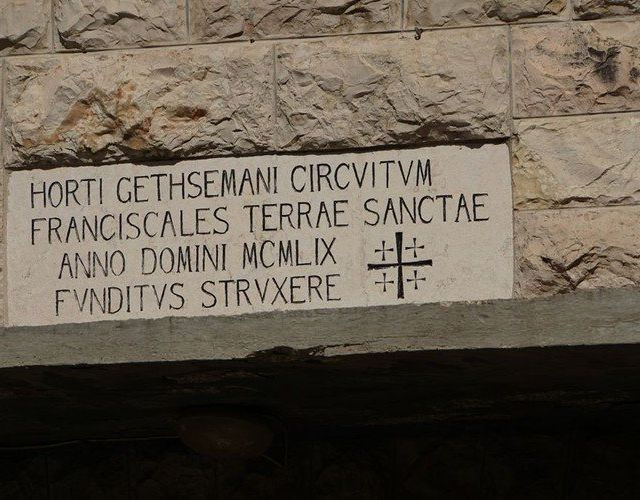 HORTI GETHSEMANI CIRCVITVM
FRANCISCALES TERRAE SANCTAE
ANNO DOMINI MCMLIX
FVNDITVS STRVXERE